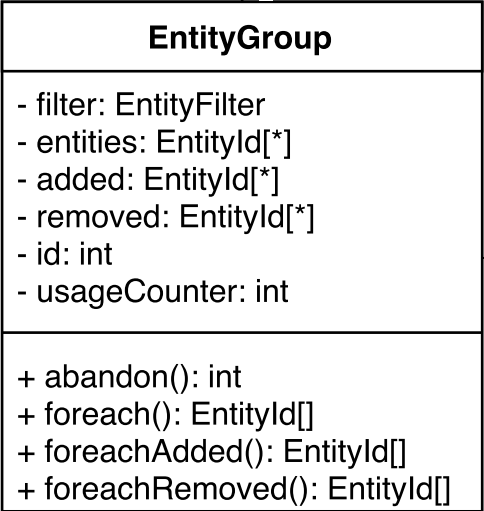 EntityGroup
- filter: EntityFilter
- entities: EntityId[*]
- added: EntityId[*]
- removed: EntityId[*]
- id: int
- usageCounter: int
+ abandon(): int
+ foreach(): EntityId[]
+ foreachAdded(): EntityId[]
+ foreachRemoved(): EntityId[]